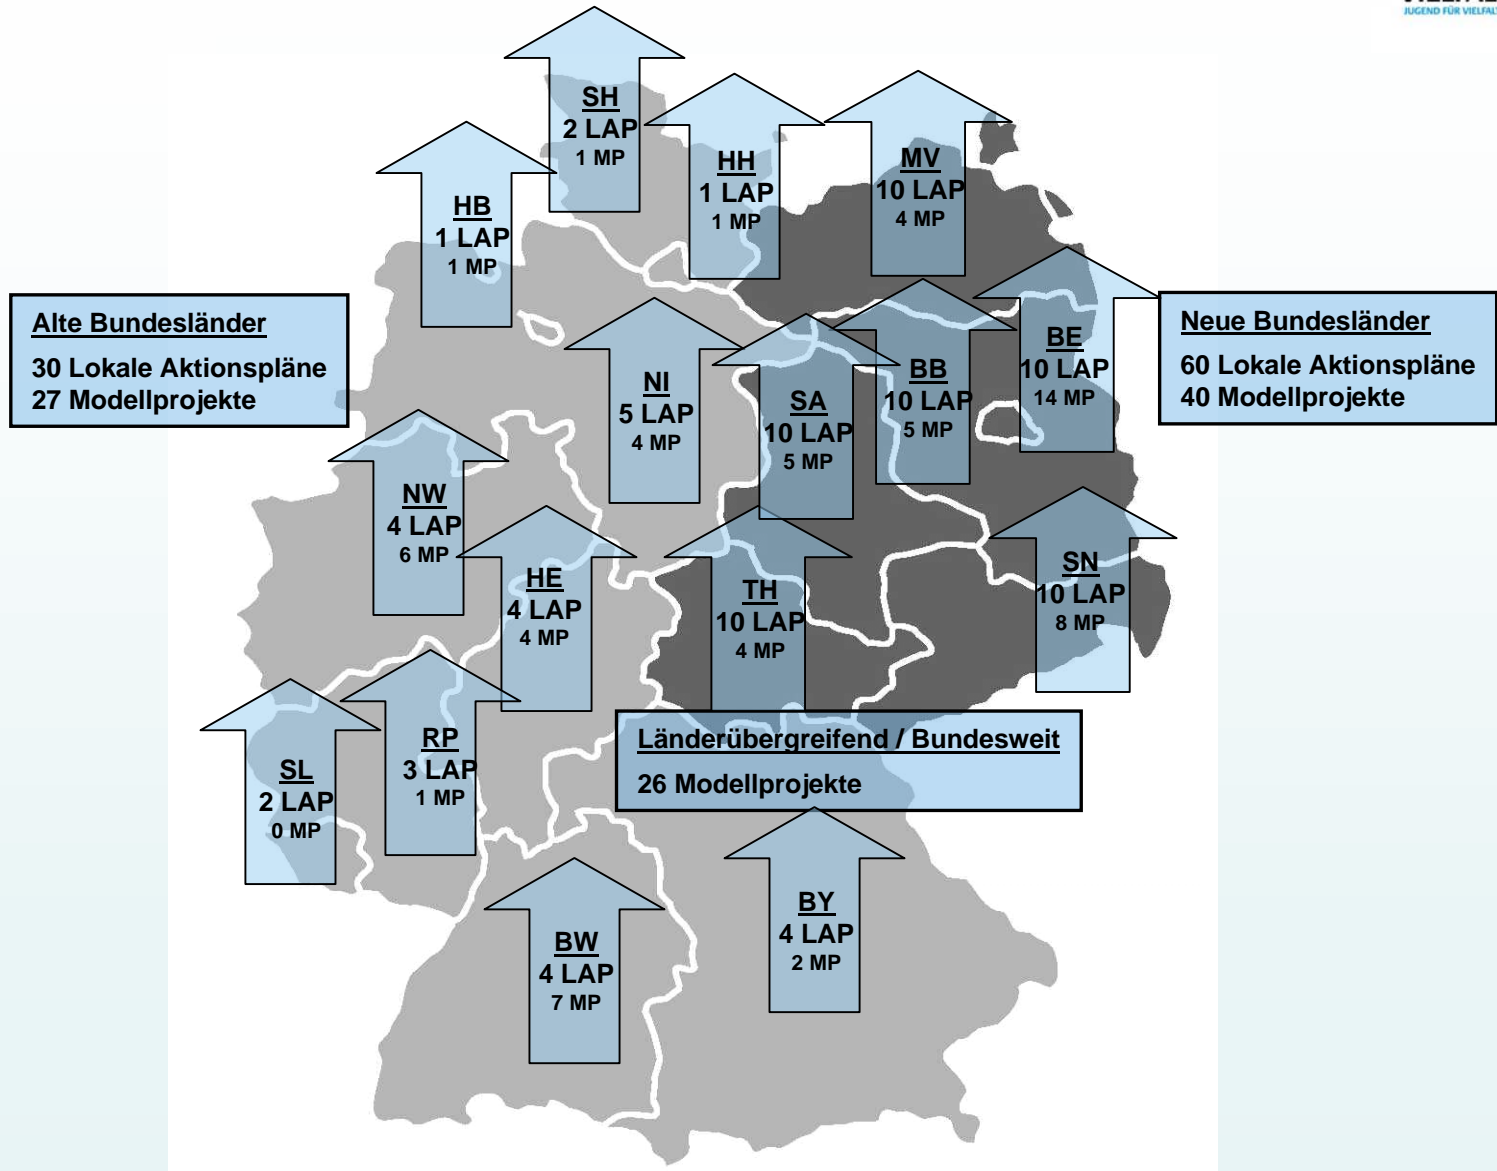 JUGEND FÜR VIELFALT
SH
2 LAP
1 MP
HH
1 LAP
1 MP
MV
10 LAP
4 MP
HB
1 LAP
1 MP
Alte Bundesländer
30 Lokale Aktionspläne
27 Modellprojekte
NI
5 LAP
4 MP
SA
10 LAP
5 MP
BB
10 LAP
5 MP
BE
10 LAP
14 MP
Neue Bundesländer
60 Lokale Aktionspläne
40 Modellprojekte
NW
4 LAP
6 MP
HE
4 LAP
4 MP
TH
10 LAP
4 MP
SN
10 LAP
8 MP
SL
2 LAP
0 MP
RP
3 LAP
1 MP
Länderübergreifend / Bundesweit
26 Modellprojekte
BW
4 LAP
7 MP
BY
4 LAP
2 MP